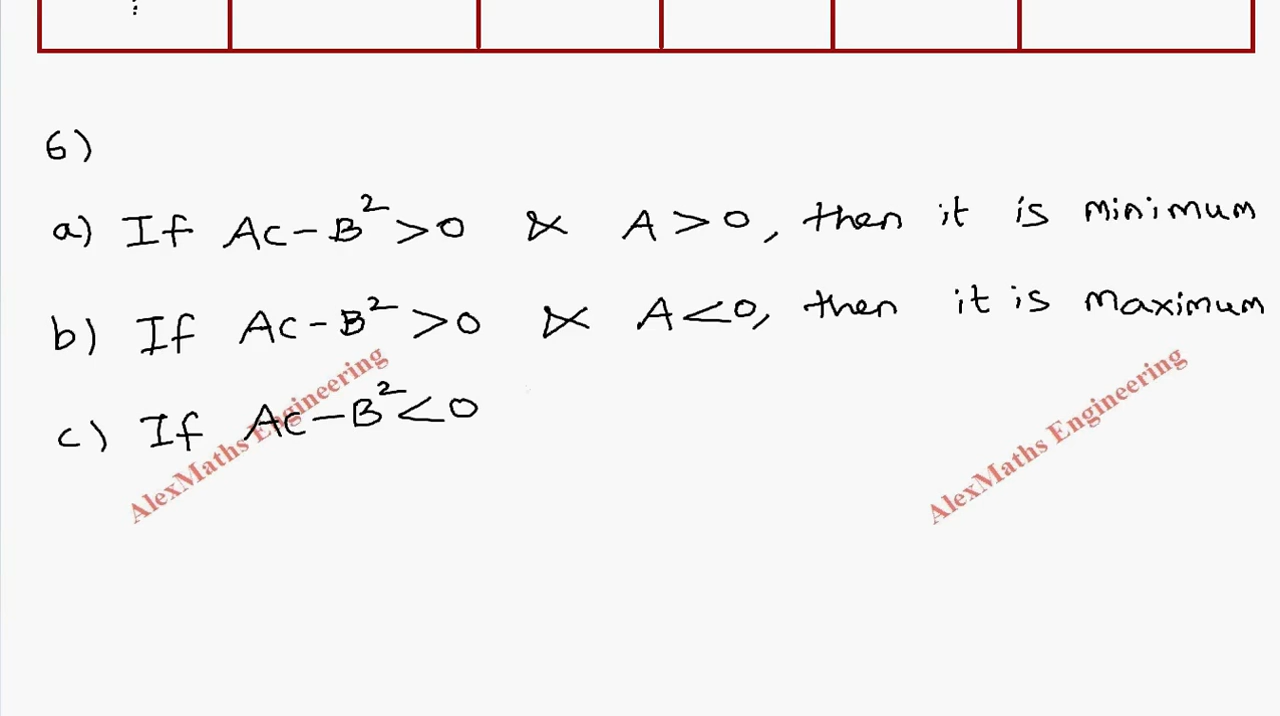 6)
a) If AC-B²>0 & A>0, then it is minimum
b) If AC-B²>0 & A<0, then it is maximum
c) If AC-B²<0
AlexMaths Engineering
AlexMaths Engineering